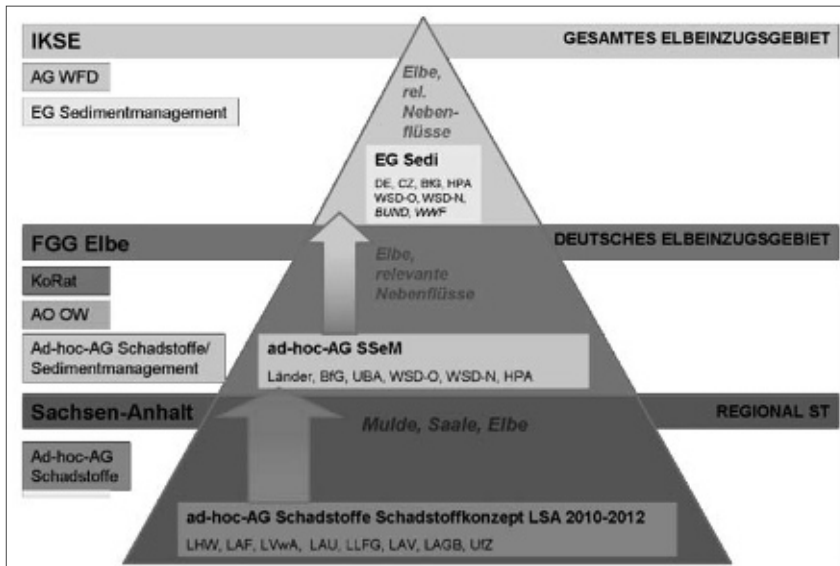 IKSE
GESAMTES ELBEINZUGSGEBIET
AG WFD
EG Sedimentmanagement
Elbe,
rel.
Neben-
flüsse
EG Sedi
DE, CZ, BfG, HPA
WSD-O, WSD-N,
BUND, WWF
FGG Elbe
DEUTSCHES ELBEINZUGSGEBIET
KoRat
AO OW
Ad-hoc-AG Schadstoffe/
Sedimentmanagement
Elbe,
relevante
Nebenflüsse
ad-hoc-AG SSeM
Länder, BfG, UBA, WSD-O, WSD-N, HPA
Sachsen-Anhalt
REGIONAL ST
Ad-hoc-AG
Schadstoffe
Mulde, Saale, Elbe
ad-hoc-AG Schadstoffe Schadstoffkonzept LSA 2010-2012
LHW, LAF, LVwA, LAU, LLFG, LAV, LAGB, UfZ